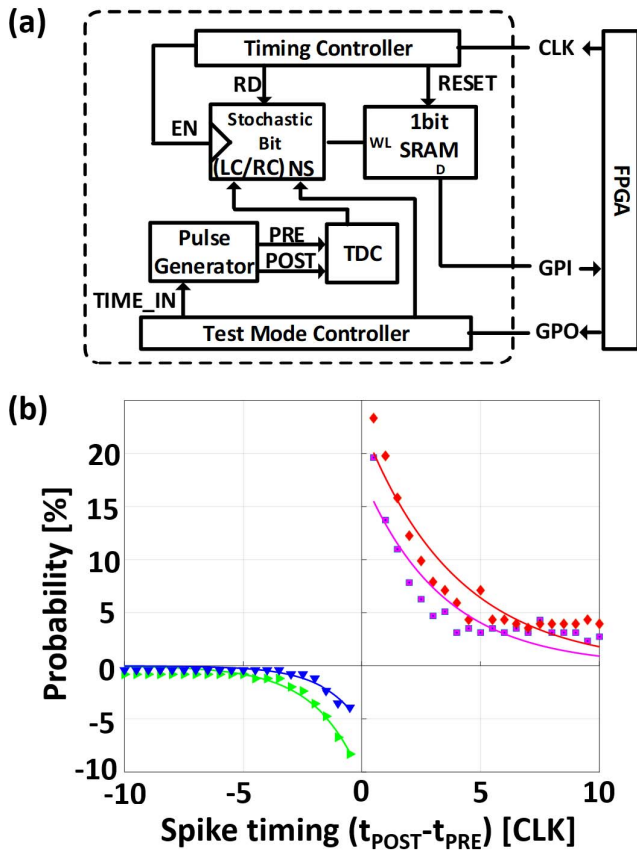 (a)
Timing Controller
CLK
RD
RESET
EN
Stochastic
Bit
(LC/RC) NS
1bit
WL SRAM
D
FPGA
Pulse
Generator
PRE
POST
TDC
GPI
TIME_IN
Test Mode Controller
GPO
(b)
Probability [%]
20
15
10
5
0
-5
-10
-10 -5 0 5 10
Spike timing (tPOST-tPRE) [CLK]